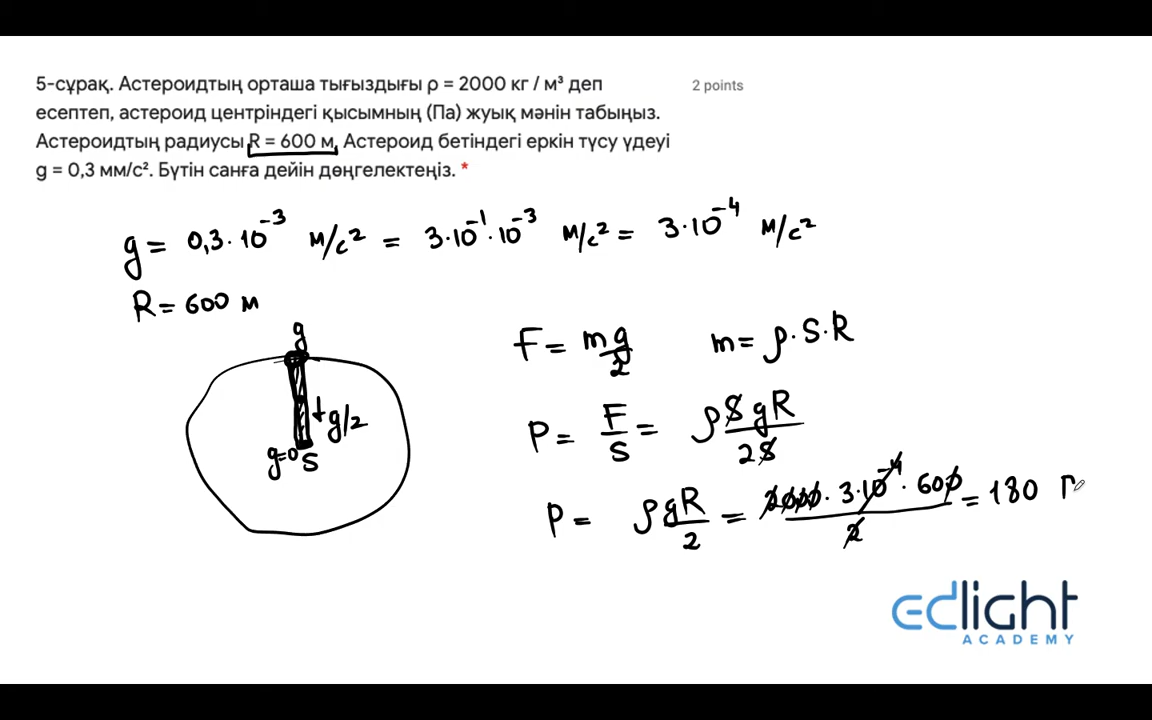 5-сұрақ. Астероидтың орташа тығыздығы ρ = 2000 кг / м³ деп
2 points
есептеп, астероид центріндегі қысымның (Па) жуық мәнін табыңыз.
Астероидтың радиусы R = 600 м. Астероид бетіндегі еркін түсу үдеуі
g = 0,3 мм/с². Бүтін санға дейін дөңгелектеңіз. *
g = 0,3·10⁻³ м/с² = 3·10⁻¹·10⁻³ м/с² = 3·10⁻⁴ м/с²
R = 600 м
g
g/2
g=0 S
F = mg/2 m = ρ·S·R
P = F/S = ρSgR/2S
P = ρgR/2 = 2000·3·10⁻⁴·600/2 = 180 П
edlight
ACADEMY